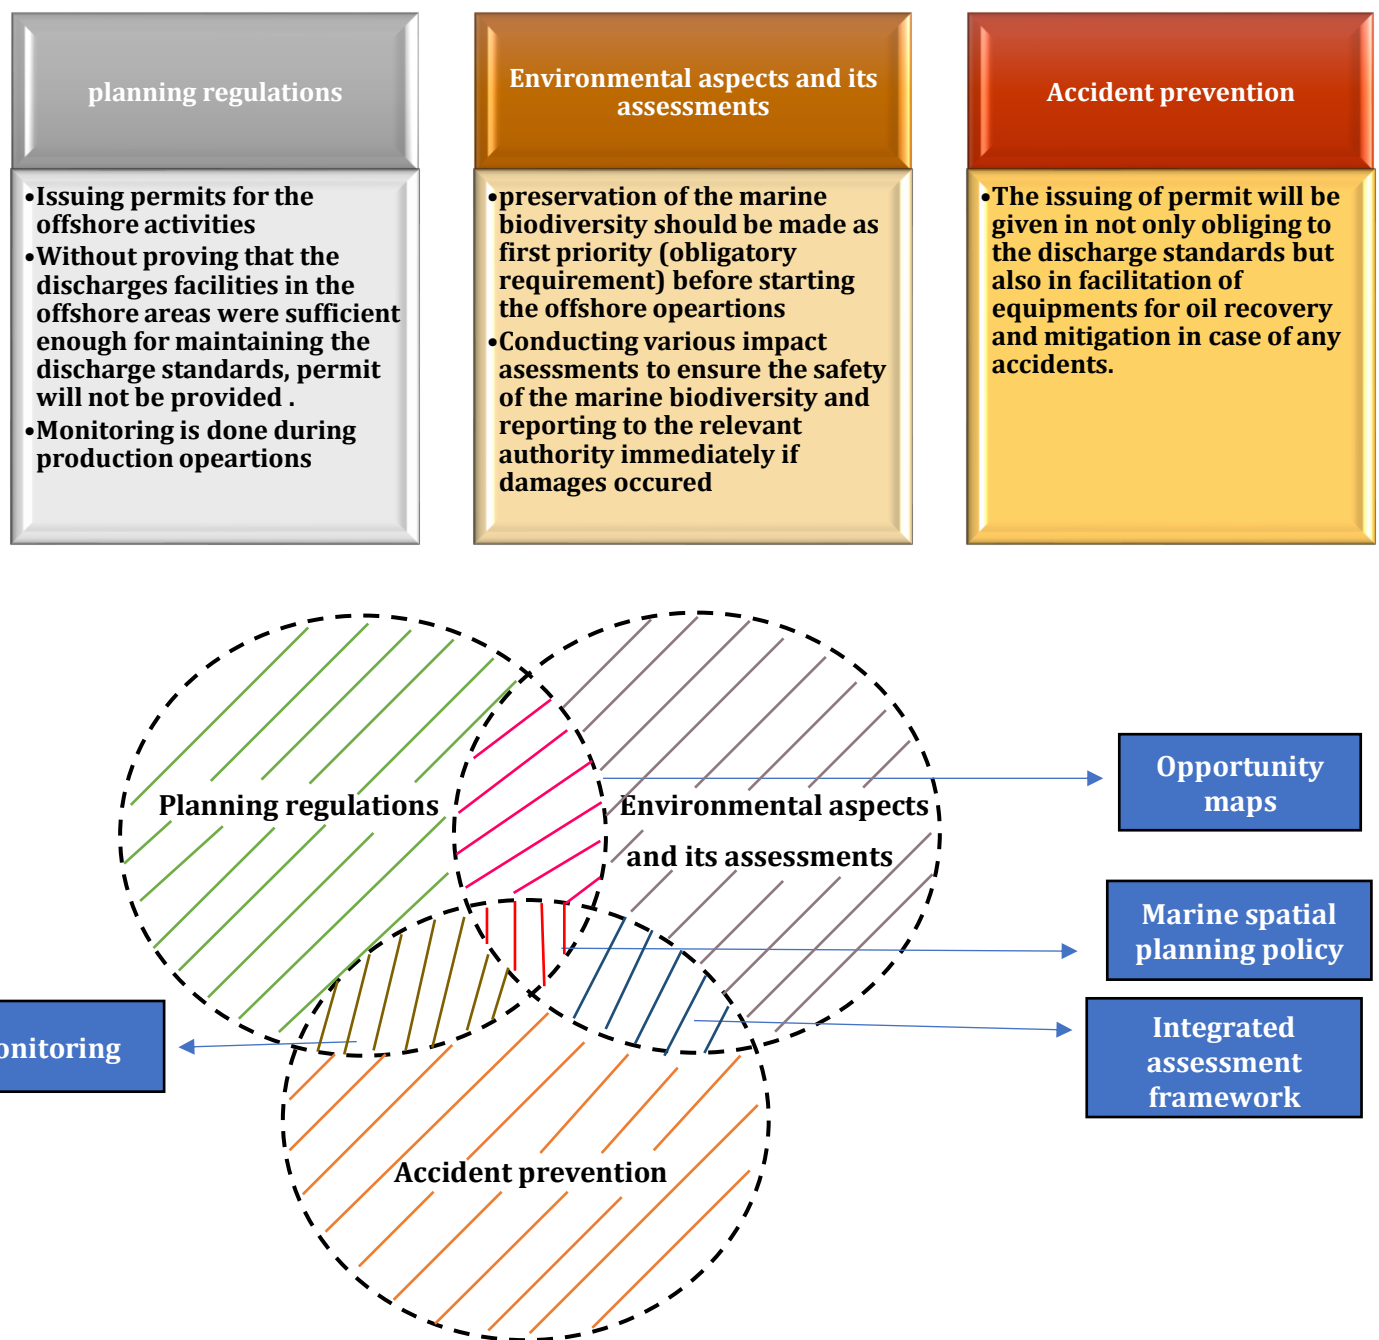 planning regulations
•Issuing permits for the
offshore activities
•Without proving that the
discharges facilities in the
offshore areas were sufficient
enough for maintaining the
discharge standards, permit
will not be provided .
•Monitoring is done during
production opeartions
Environmental aspects and its
assessments
•preservation of the marine
biodiversity should be made as
first priority (obligatory
requirement) before starting
the offshore opeartions
•Conducting various impact
asessments to ensure the safety
of the marine biodiversity and
reporting to the relevant
authority immediately if
damages occured
Accident prevention
•The issuing of permit will be
given in not only obliging to
the discharge standards but
also in facilitation of
equipments for oil recovery
and mitigation in case of any
accidents.
Planning regulations
Environmental aspects
and its assessments
Accident prevention
Opportunity
maps
Marine spatial
planning policy
Integrated
assessment
framework
onitoring